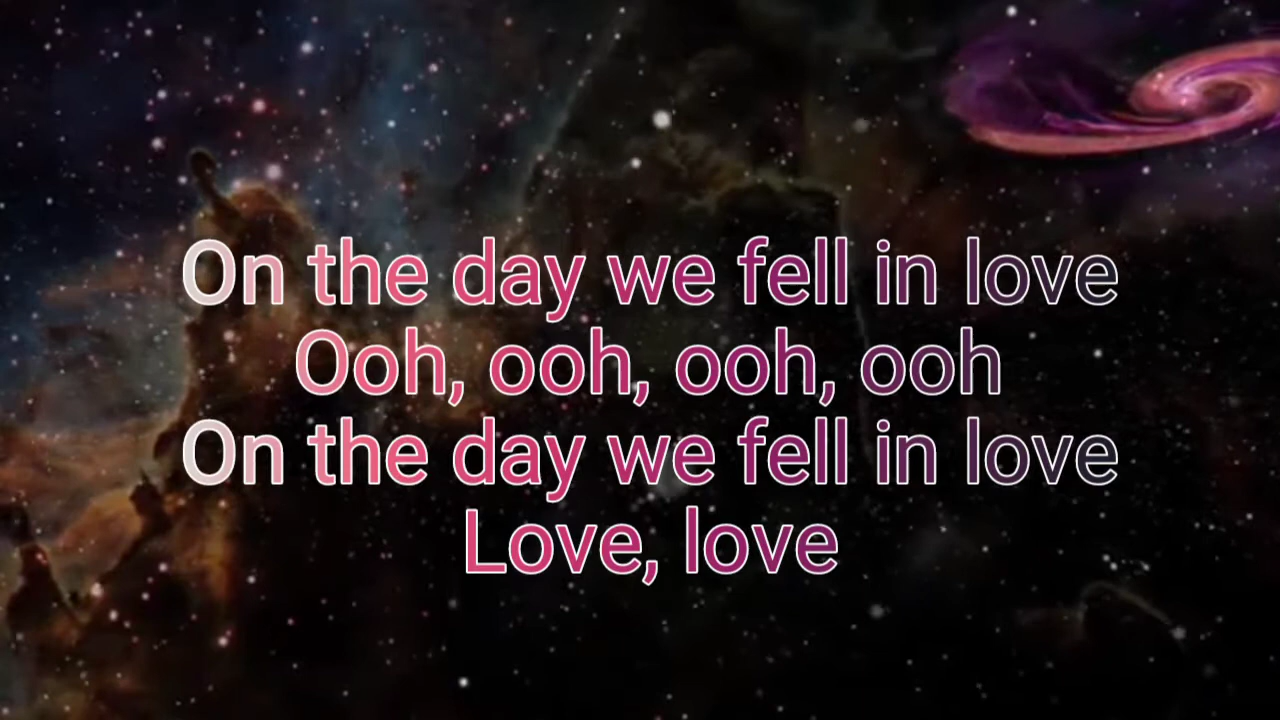 On the day we fell in love
Ooh, ooh, ooh, ooh
On the day we fell in love
Love, love